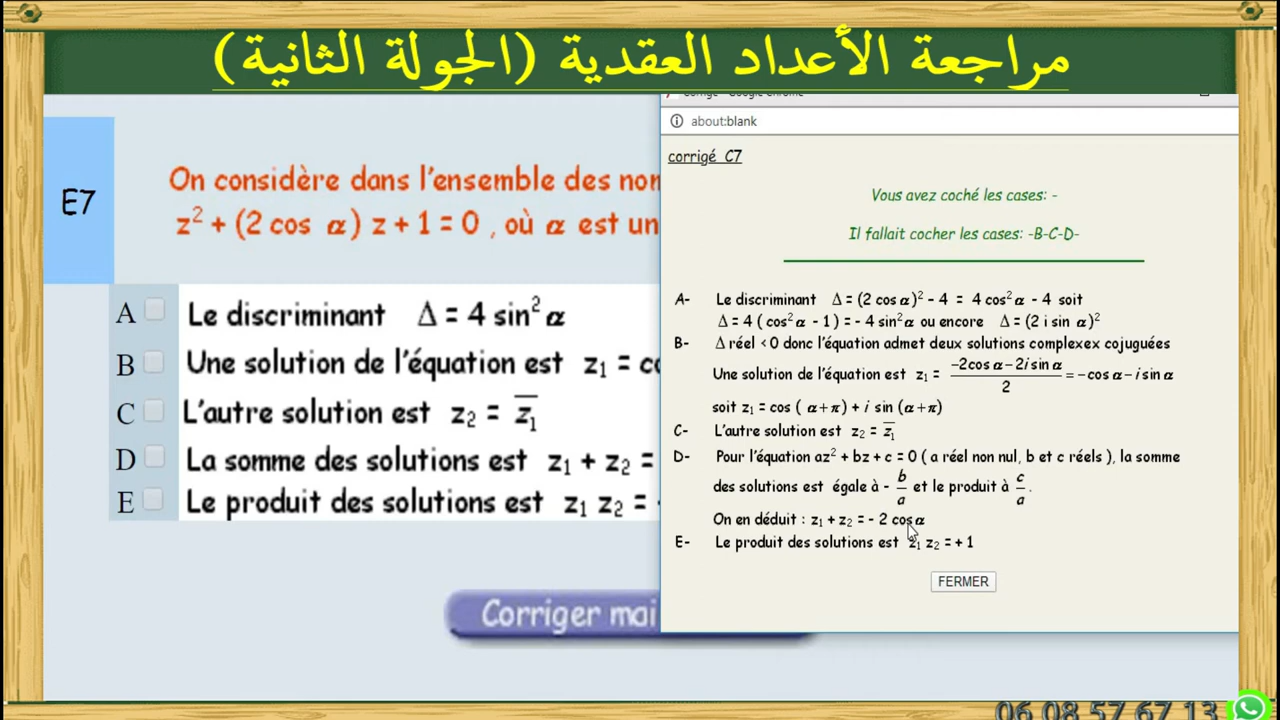 مراجعة الأعداد العقدية (الجولة الثانية)
E7
On considère dans l'ensemble des
z² + (2 cos α) z + 1 = 0 , où α est un
A Le discriminant Δ = 4 sin² α
B Une solution de l'équation est z₁ =
C L'autre solution est z₂ = z̅₁
D La somme des solutions est z₁ + z₂ =
E Le produit des solutions est z₁ z₂ =
Corriger
about:blank
corrigé C7
Vous avez coché les cases: -
Il fallait cocher les cases: -B-C-D-
A- Le discriminant Δ = (2 cos α)² - 4 = 4 cos²α - 4 soit
Δ = 4 ( cos²α - 1 ) = - 4 sin²α ou encore Δ = (2 i sin α)²
B- Δ réel < 0 donc l'équation admet deux solutions complexex cojuguées
Une solution de l'équation est z₁ = (-2cos α - 2i sin α)/2 = -cos α - i sin α
soit z₁ = cos ( α+π ) + i sin (α+π)
C- L'autre solution est z₂ = z̅₁
D- Pour l'équation az² + bz + c = 0 ( a réel non nul, b et c réels ), la somme
des solutions est égale à - b/a et le produit à c/a .
On en déduit : z₁ + z₂ = - 2 cos α
E- Le produit des solutions est z₁ z₂ = + 1
FERMER
06 08 57 67 13